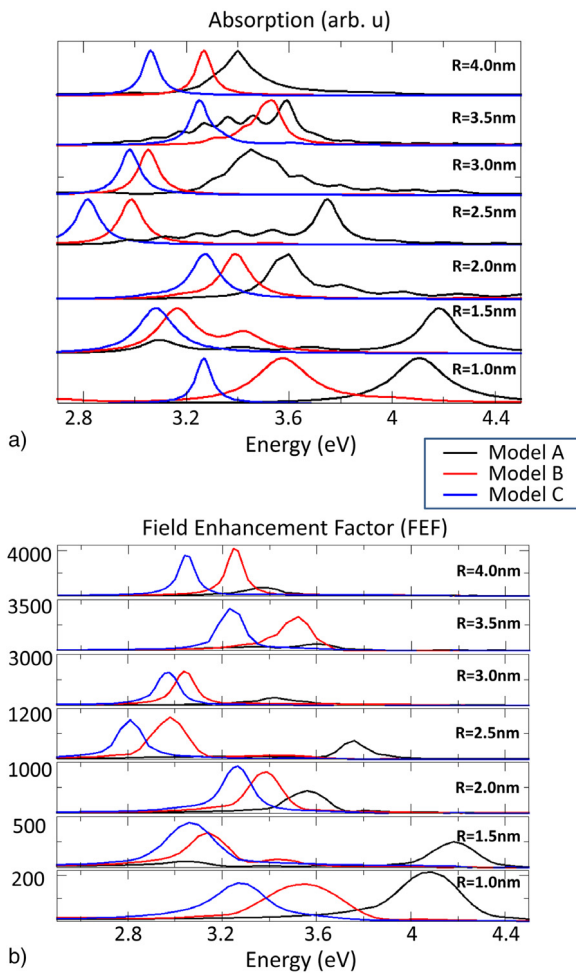 Absorption (arb. u)
R=4.0nm
R=3.5nm
R=3.0nm
R=2.5nm
R=2.0nm
R=1.5nm
R=1.0nm
2.8 3.2 3.6 4 4.4
Energy (eV)
a)
Model A
Model B
Model C
Field Enhancement Factor (FEF)
4000
R=4.0nm
3500
R=3.5nm
3000
R=3.0nm
1200
R=2.5nm
1000
R=2.0nm
500
R=1.5nm
200
R=1.0nm
2.8 3.2 3.6 4 4.4
Energy (eV)
b)